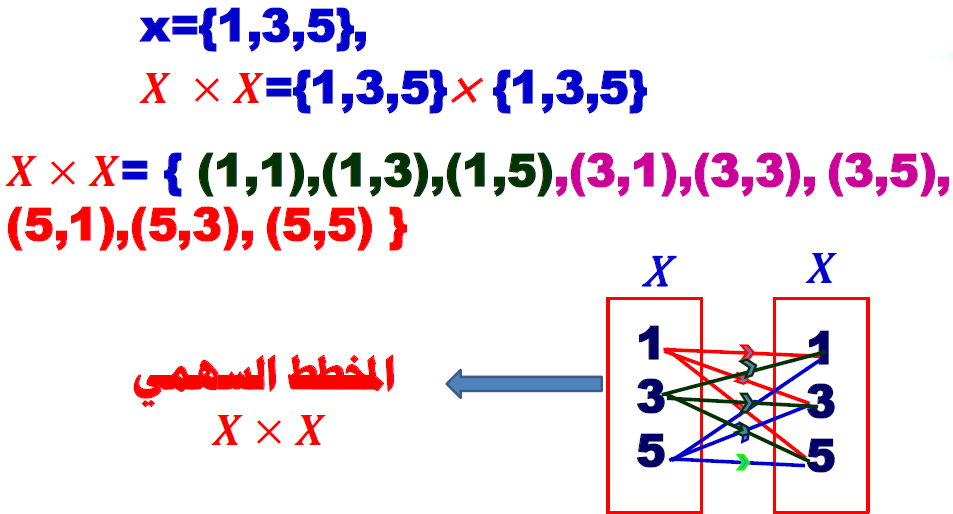 x={1,3,5},
X × X={1,3,5}× {1,3,5}
X × X= { (1,1),(1,3),(1,5),(3,1),(3,3), (3,5),
(5,1),(5,3), (5,5) }
X X
1 1
3 3
5 5
المخطط السهمي
X × X